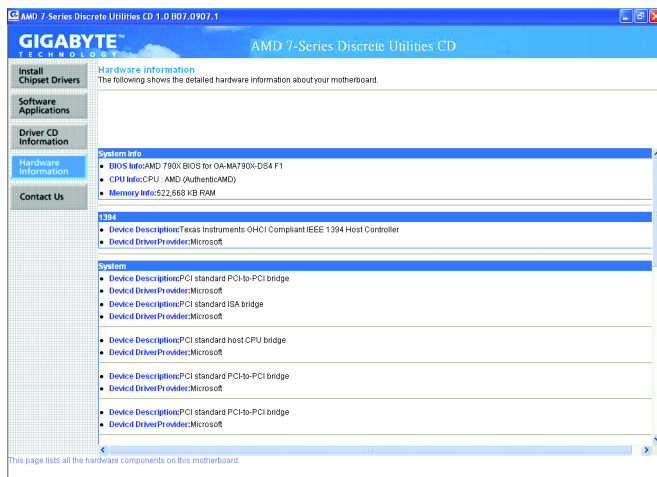 AMD 7-Series Discrete Utilities CD 1.0 B07.0907.1
GIGABYTE™
TECHNOLOGY
AMD 7-Series Discrete Utilities CD
Install
Chipset Drivers
Software
Applications
Driver CD
Information
Hardware
Information
Contact Us
Hardware information
The following shows the detailed hardware information about your motherboard.
System Info
• BIOS Info:AMD 790X BIOS for GA-MA790X-DS4 F1
• CPU Info:CPU : AMD (AuthenticAMD)
• Memory Info:522,668 KB RAM
1394
• Device Description:Texas Instruments OHCI Compliant IEEE 1394 Host Controller
• Devicd DriverProvider:Microsoft
System
• Device Description:PCI standard PCI-to-PCI bridge
• Devicd DriverProvider:Microsoft
• Device Description:PCI standard ISA bridge
• Devicd DriverProvider:Microsoft
• Device Description:PCI standard host CPU bridge
• Devicd DriverProvider:Microsoft
• Device Description:PCI standard PCI-to-PCI bridge
• Devicd DriverProvider:Microsoft
• Device Description:PCI standard PCI-to-PCI bridge
• Devicd DriverProvider:Microsoft
This page lists all the hardware components on this motherboard.